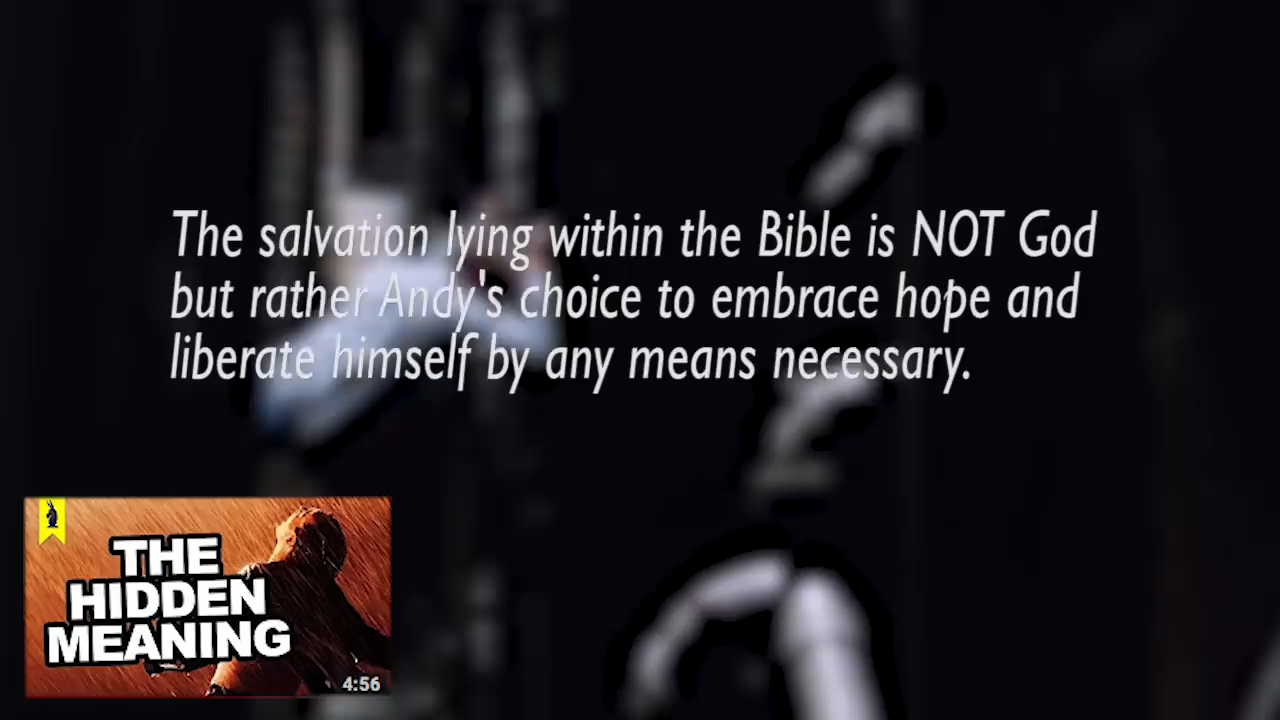 The salvation lying within the Bible is NOT God
but rather Andy's choice to embrace hope and
liberate himself by any means necessary.
THE
HIDDEN
MEANING
4:56